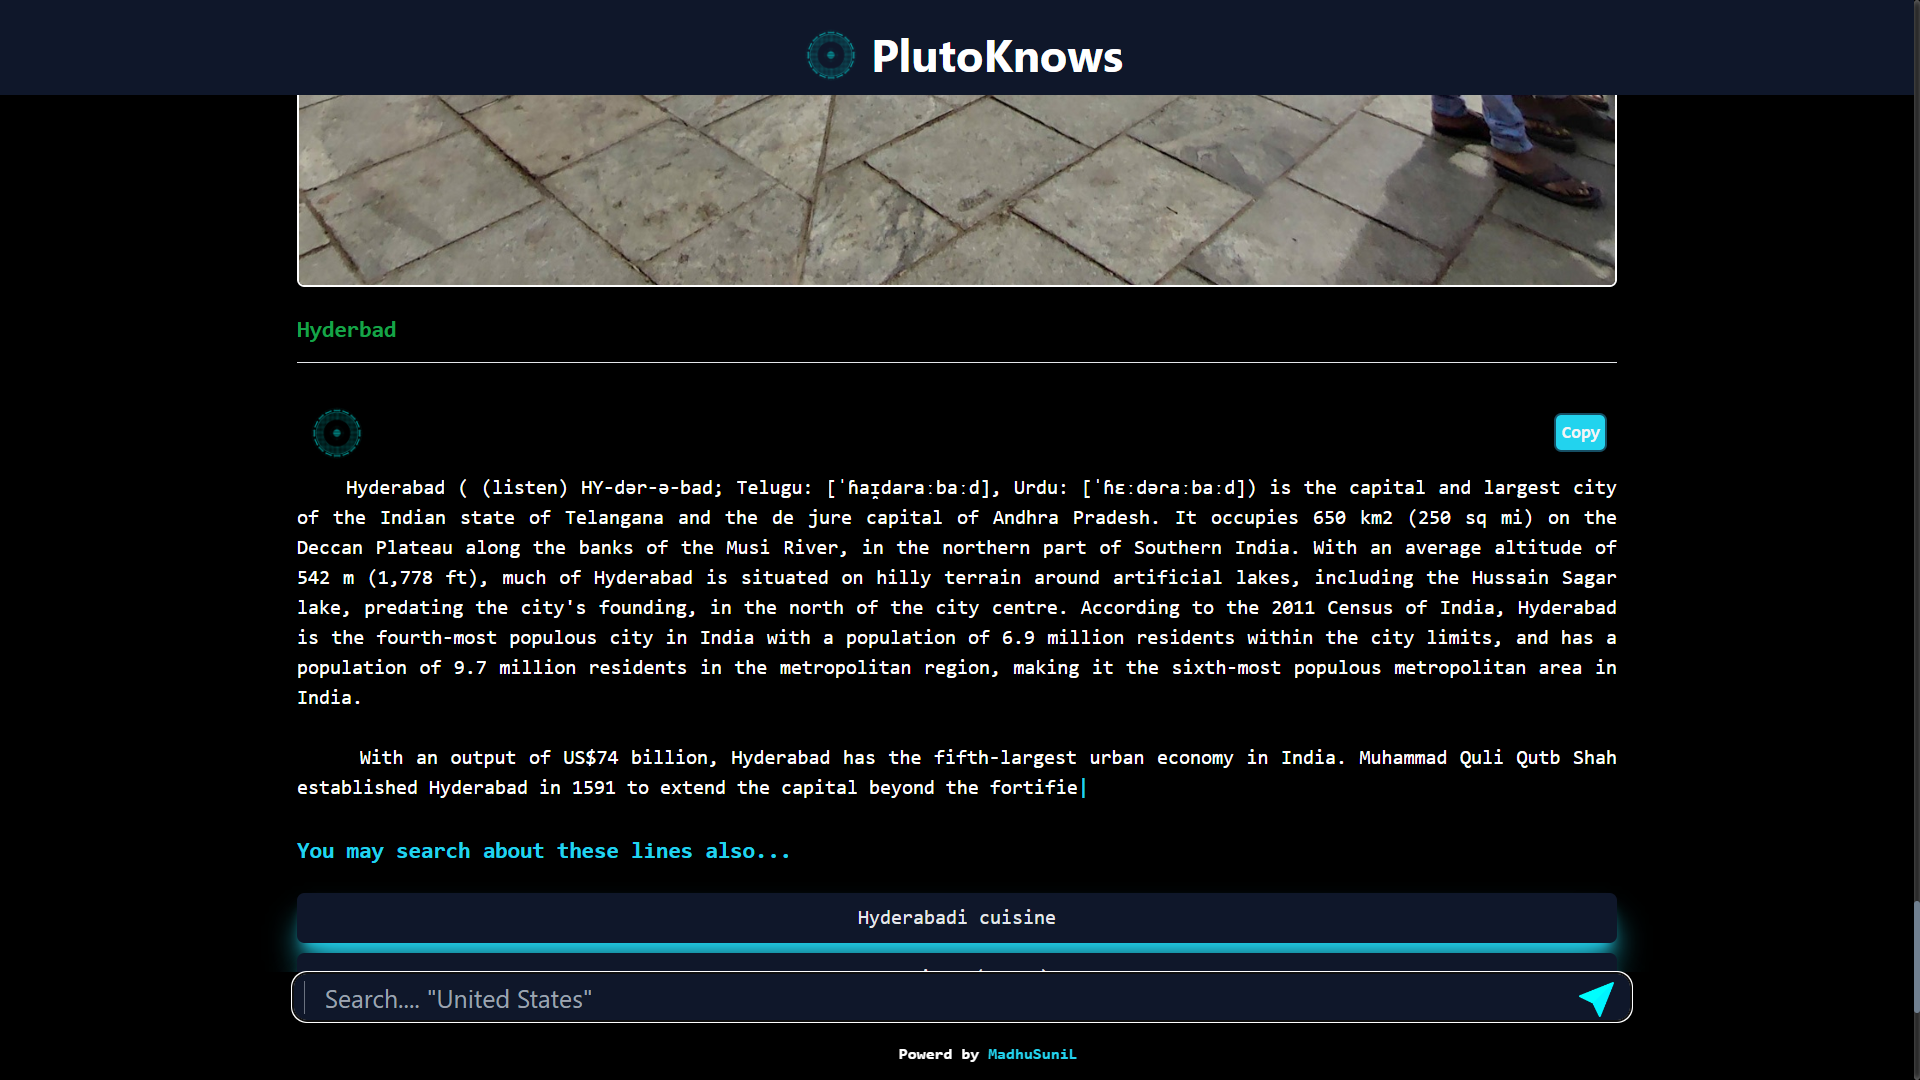 PlutoKnows
Hyderbad
Copy
Hyderabad ( (listen) HY-dər-ə-bad; Telugu: [ˈɦaɪ̯daraːbaːd], Urdu: [ˈɦɛːdəraːbaːd]) is the capital and largest city
of the Indian state of Telangana and the de jure capital of Andhra Pradesh. It occupies 650 km2 (250 sq mi) on the
Deccan Plateau along the banks of the Musi River, in the northern part of Southern India. With an average altitude of
542 m (1,778 ft), much of Hyderabad is situated on hilly terrain around artificial lakes, including the Hussain Sagar
lake, predating the city's founding, in the north of the city centre. According to the 2011 Census of India, Hyderabad
is the fourth-most populous city in India with a population of 6.9 million residents within the city limits, and has a
population of 9.7 million residents in the metropolitan region, making it the sixth-most populous metropolitan area in
India.
With an output of US$74 billion, Hyderabad has the fifth-largest urban economy in India. Muhammad Quli Qutb Shah
established Hyderabad in 1591 to extend the capital beyond the fortifie
You may search about these lines also...
Hyderabadi cuisine
Search.... "United States"
Powerd by MadhuSuniL